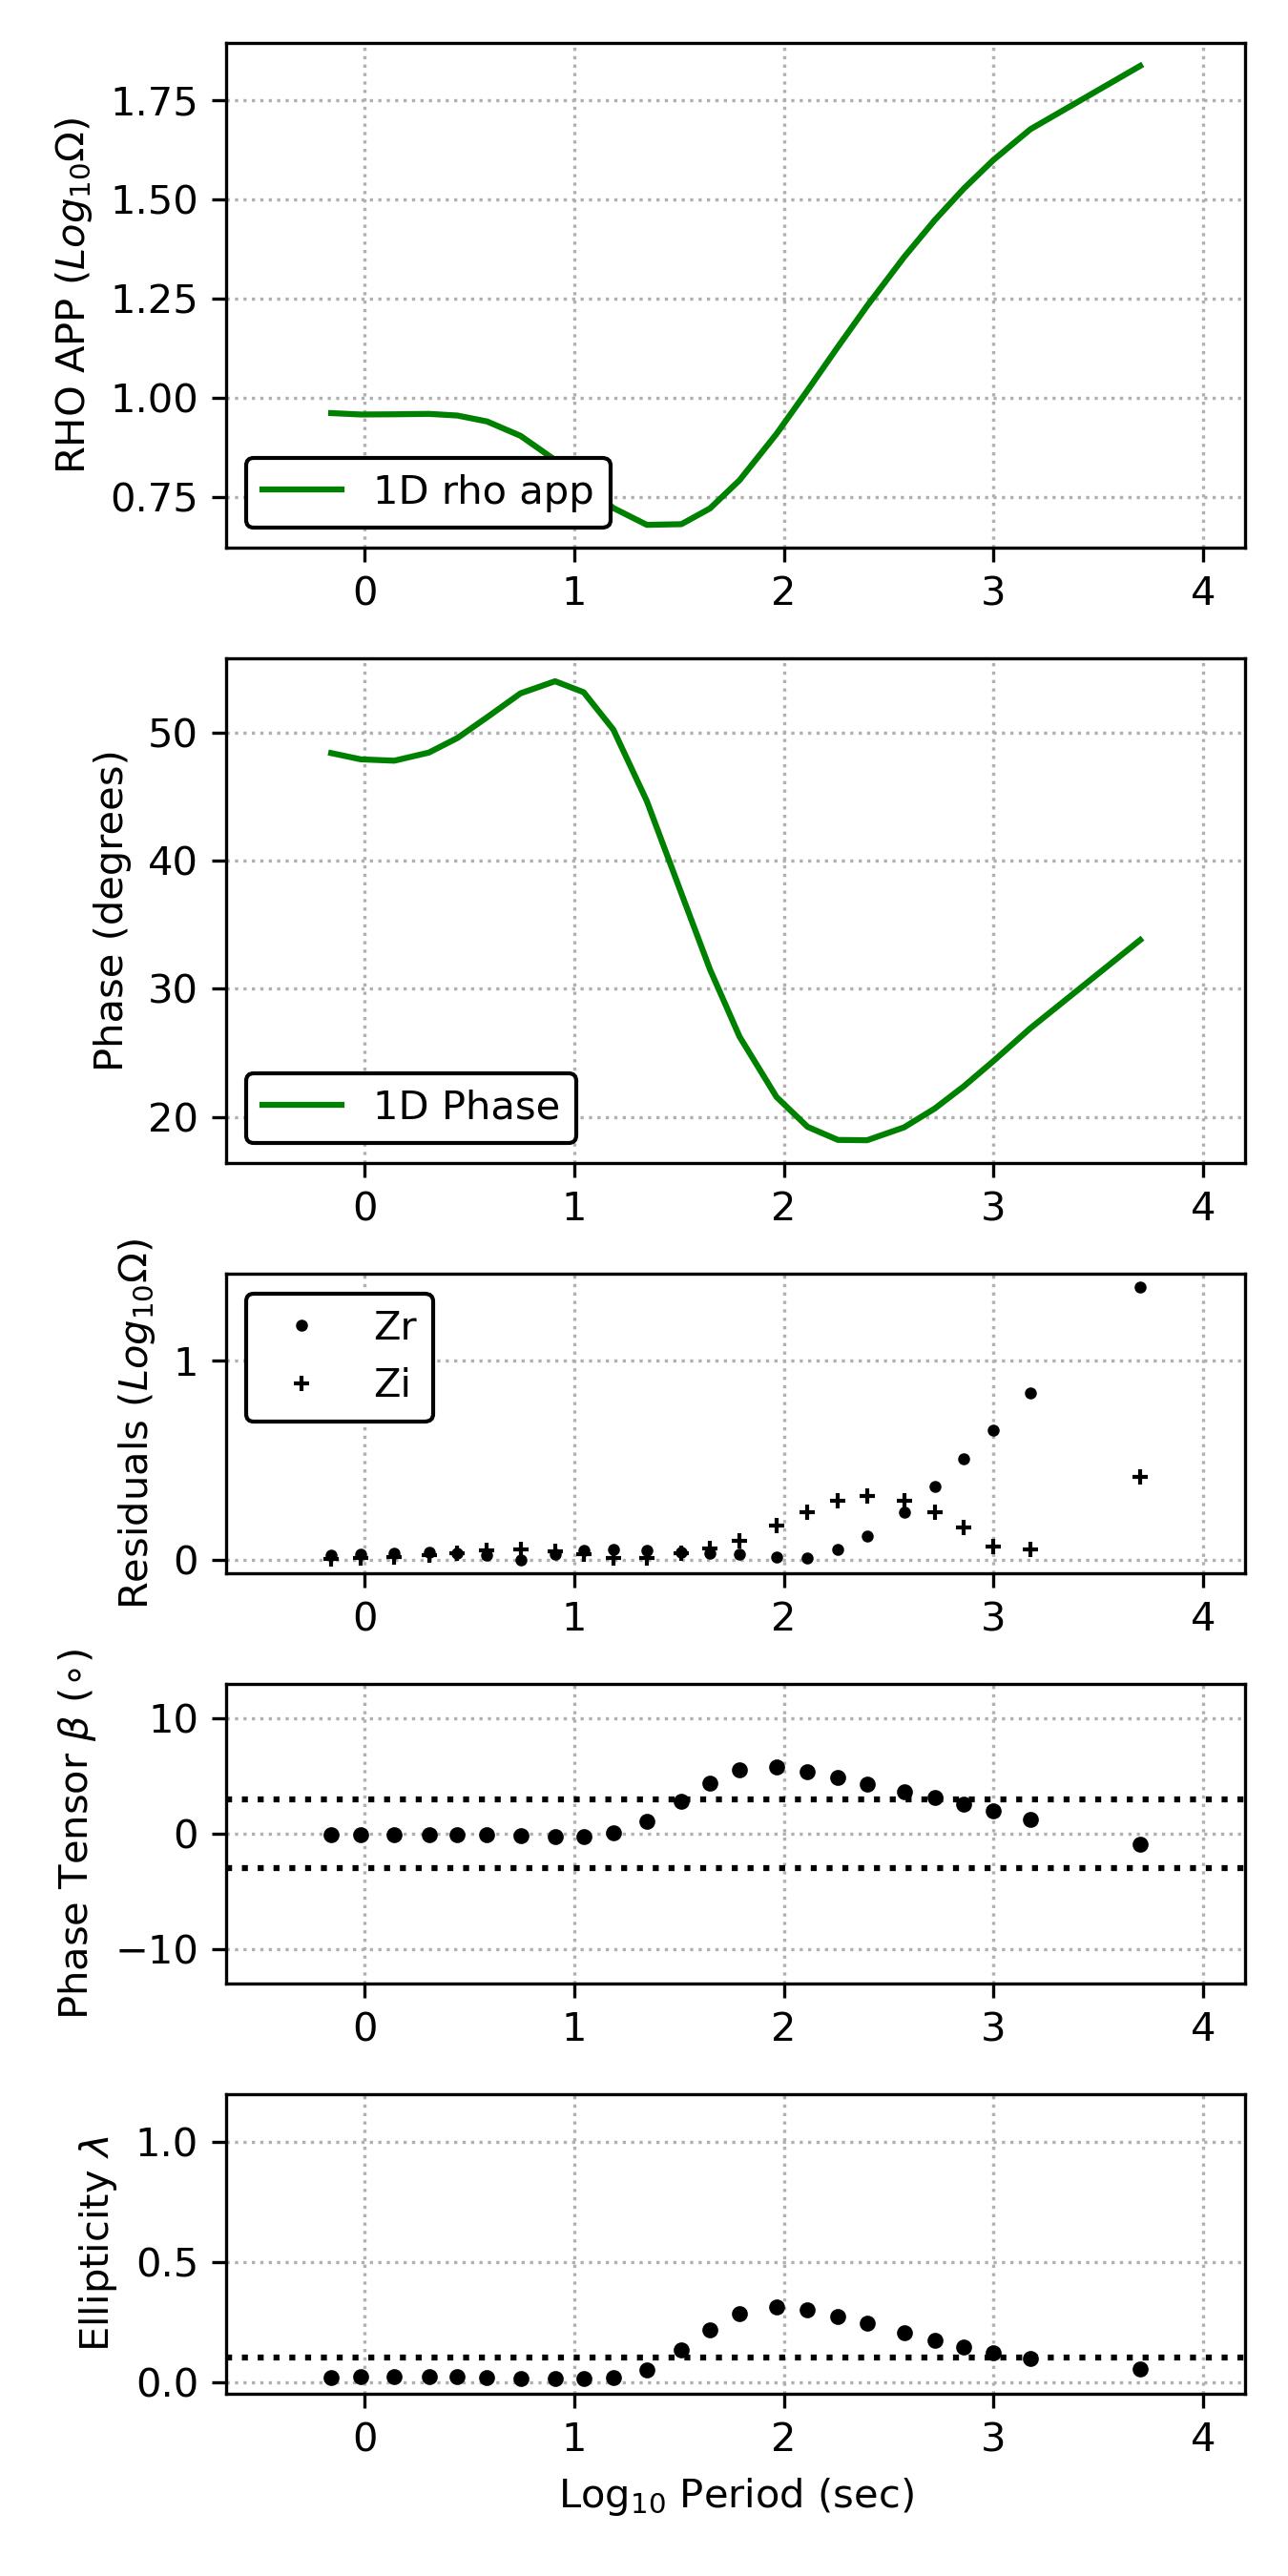 RHO APP (Log₁₀Ω)
1.75
1.50
1.25
1.00
0.75
1D rho app
0 1 2 3 4
Phase (degrees)
50
40
30
20
1D Phase
0 1 2 3 4
Residuals (Log₁₀Ω)
1
0
Zr
Zi
0 1 2 3 4
Phase Tensor β (∘)
10
0
−10
0 1 2 3 4
Ellipticity λ
1.0
0.5
0.0
0 1 2 3 4
Log₁₀ Period (sec)